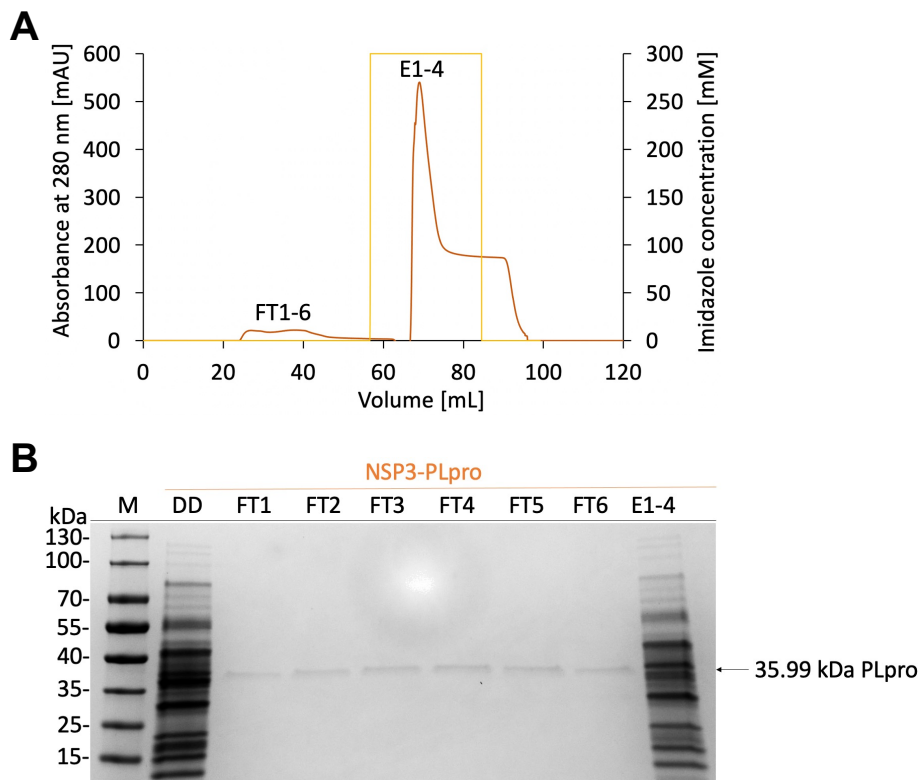 A
Absorbance at 280 nm [mAU]
600
500
400
300
200
100
0
E1-4
FT1-6
300
250
200
150
100
50
0
Imidazole concentration [mM]
0 20 40 60 80 100 120
Volume [mL]
B
NSP3-PLpro
kDa M DD FT1 FT2 FT3 FT4 FT5 FT6 E1-4
130-
100-
70-
55-
40-
35-
25-
15-
35.99 kDa PLpro